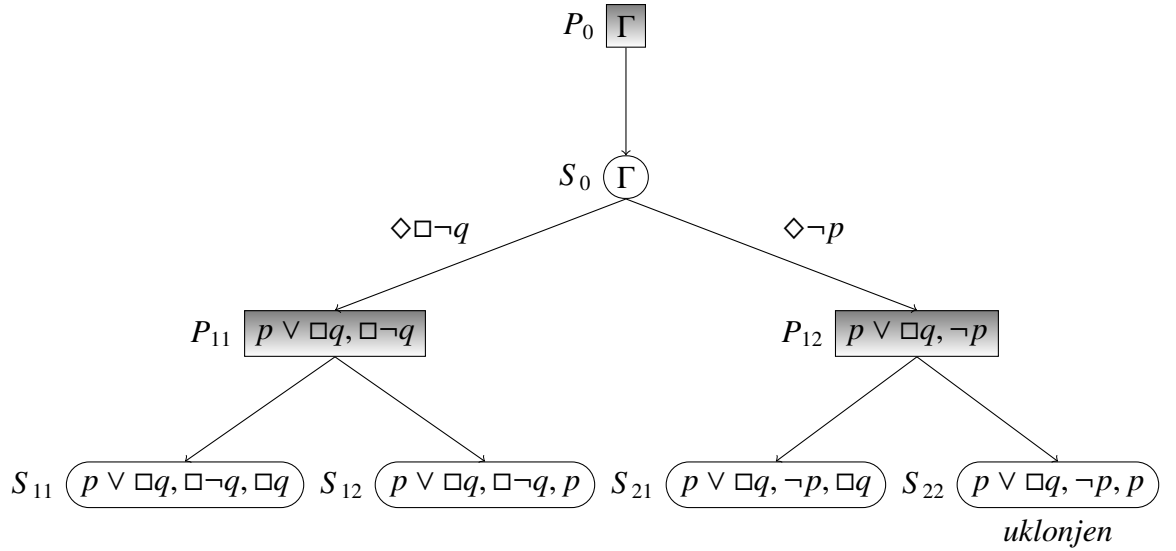 P₀ Γ
S₀ Γ
◇□¬q ◇¬p
P₁₁ p ∨ □q, □¬q P₁₂ p ∨ □q, ¬p
S₁₁ p ∨ □q, □¬q, □q S₁₂ p ∨ □q, □¬q, p S₂₁ p ∨ □q, ¬p, □q S₂₂ p ∨ □q, ¬p, p
uklonjen